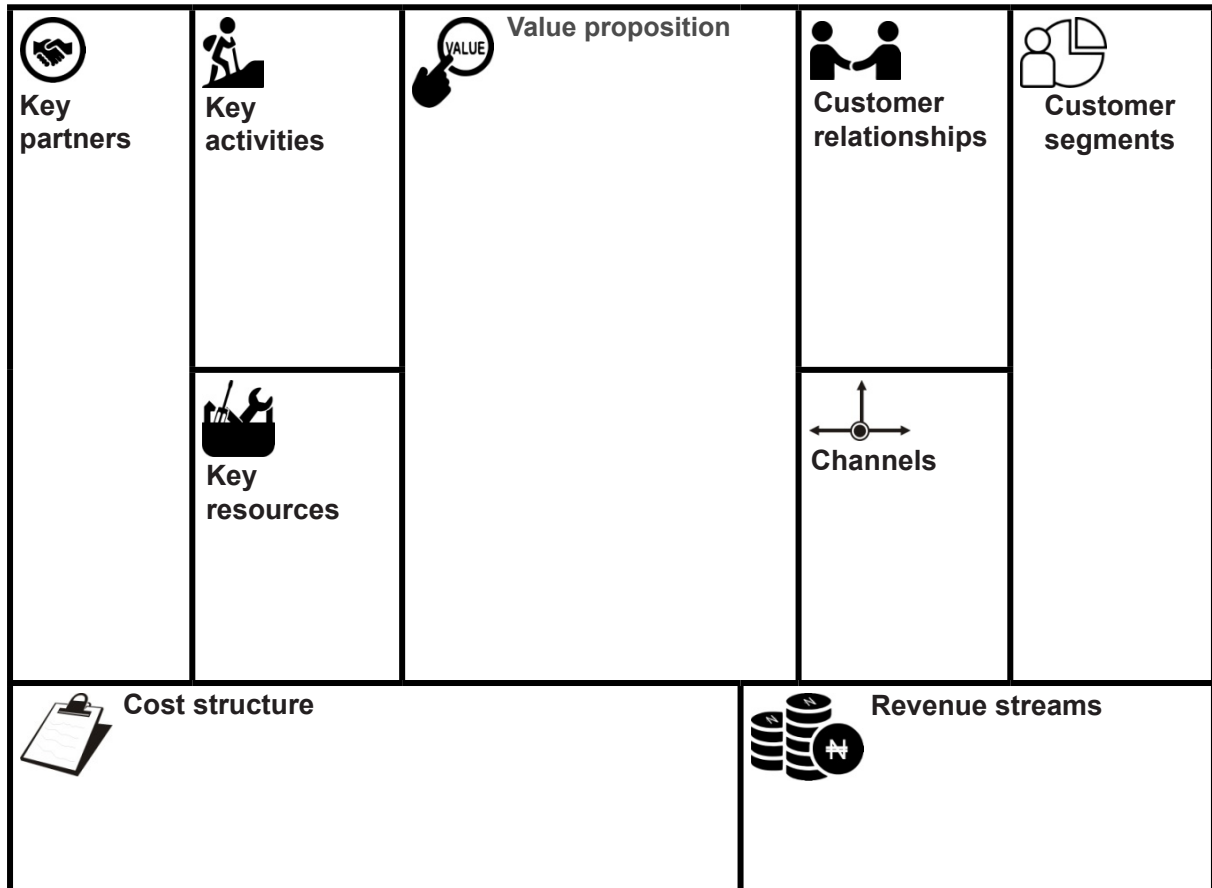 Key
partners
Key
activities
Key
resources
VALUE
Value proposition
Customer
relationships
Channels
Customer
segments
Cost structure
N
N
₦
Revenue streams